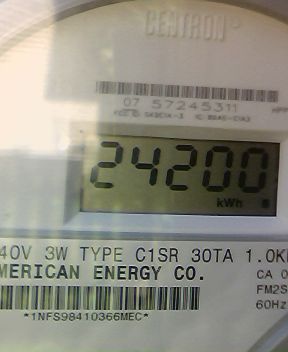 CENTRON®
07 57245311
24200
kWh
40V 3W TYPE C1SR 30TA 1.0K
MERICAN ENERGY CO.
CA 0
FM2S
60Hz
*1NFS98410366MEC*